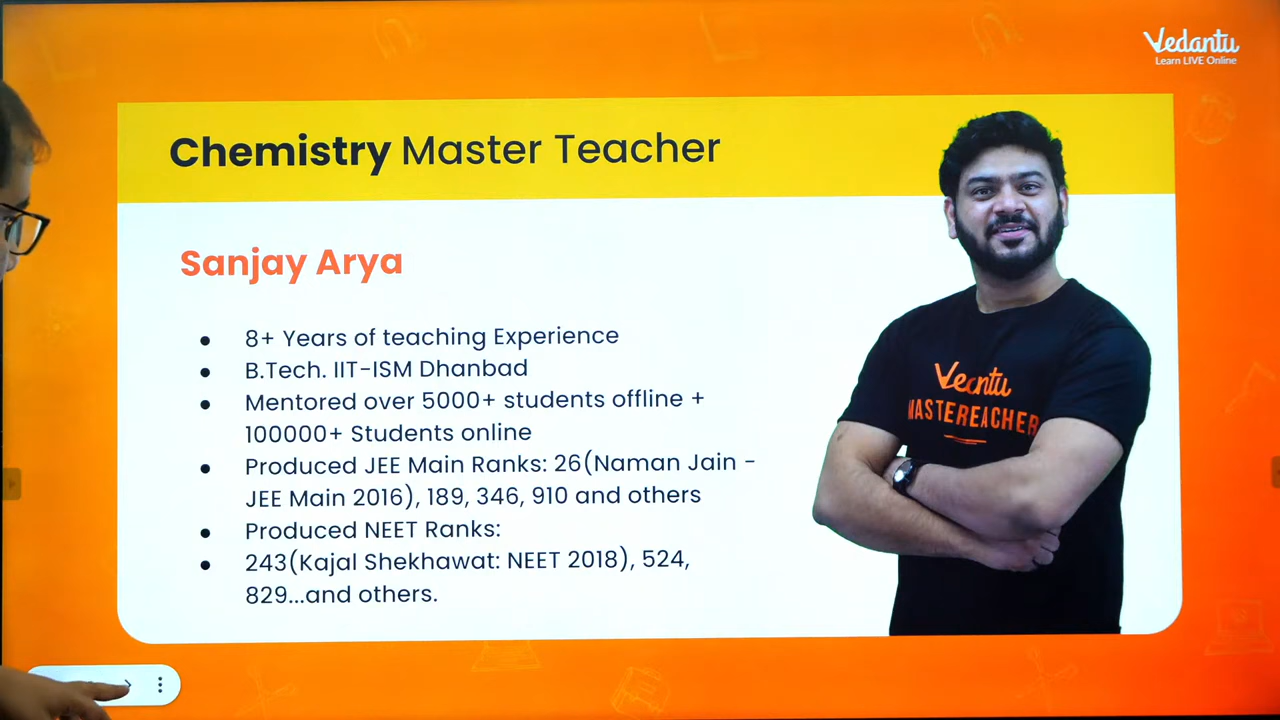 Vedantu
Learn LIVE Online
Chemistry Master Teacher
Sanjay Arya
● 8+ Years of teaching Experience
● B.Tech. IIT-ISM Dhanbad
● Mentored over 5000+ students offline +
100000+ Students online
● Produced JEE Main Ranks: 26(Naman Jain -
JEE Main 2016), 189, 346, 910 and others
● Produced NEET Ranks:
● 243(Kajal Shekhawat: NEET 2018), 524,
829...and others.
Vedantu
MASTEREACHER